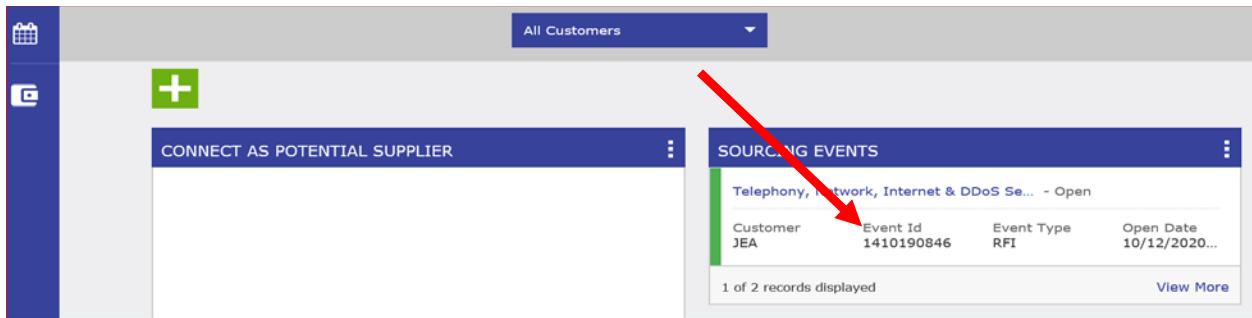 All Customers
CONNECT AS POTENTIAL SUPPLIER
SOURCING EVENTS
Telephony, Network, Internet & DDoS Se... - Open
Customer Event Id Event Type Open Date
JEA 1410190846 RFI 10/12/2020...
1 of 2 records displayed View More